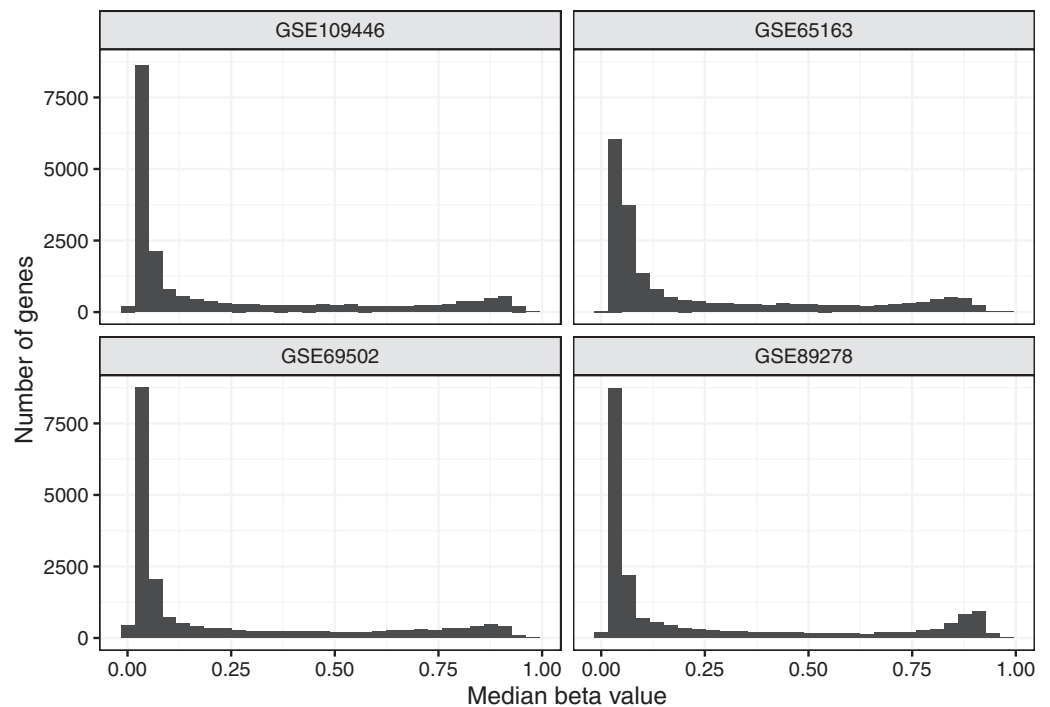 GSE109446 GSE65163
7500
5000
2500
0
GSE69502 GSE89278
7500
5000
2500
0
0.00 0.25 0.50 0.75 1.00 0.00 0.25 0.50 0.75 1.00
Number of genes
Median beta value